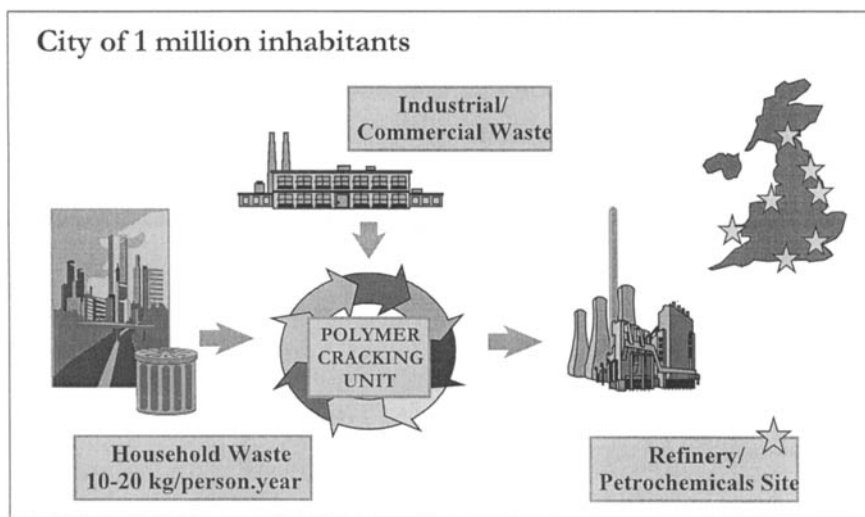 City of 1 million inhabitants
Industrial/
Commercial Waste
POLYMER
CRACKING
UNIT
Household Waste
10-20 kg/person.year
Refinery/
Petrochemicals Site